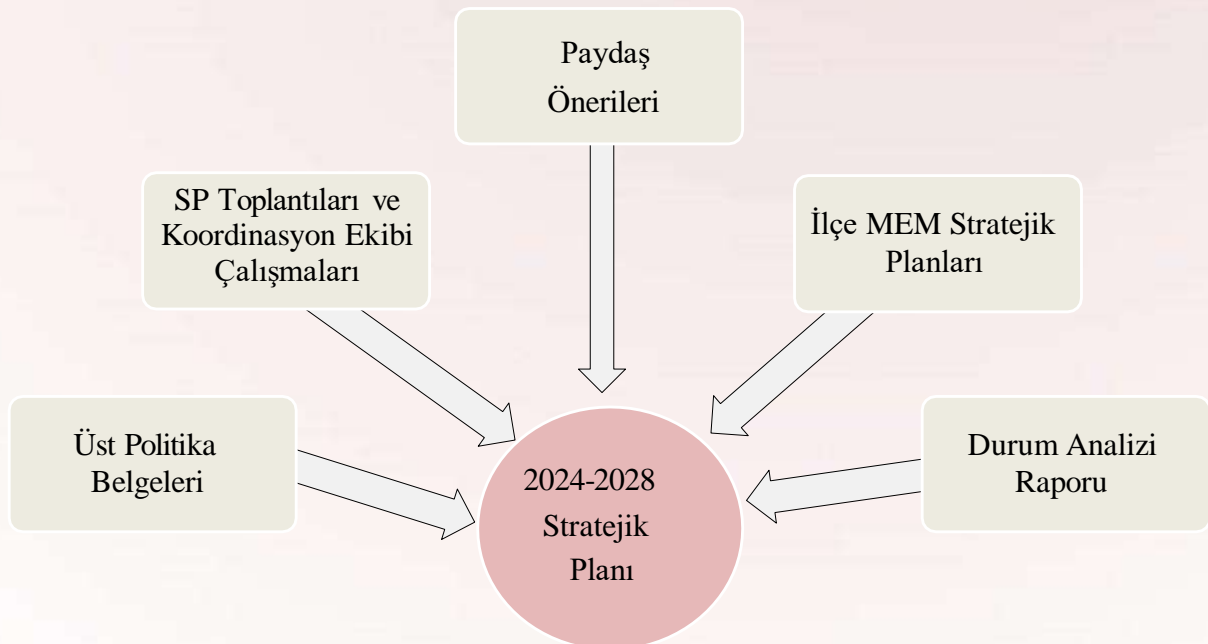 Paydaş
Önerileri
SP Toplantıları ve
Koordinasyon Ekibi
Çalışmaları
İlçe MEM Stratejik
Planları
Üst Politika
Belgeleri
Durum Analizi
Raporu
2024-2028
Stratejik
Planı